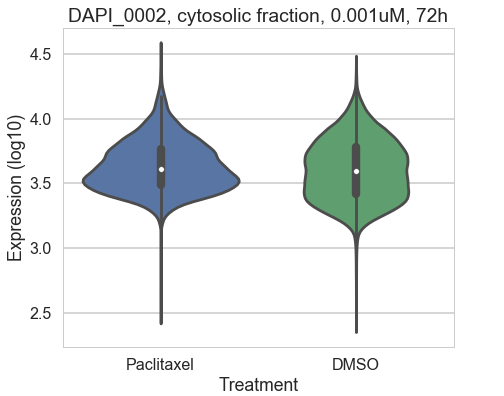 DAPI_0002, cytosolic fraction, 0.001uM, 72h
Expression (log10)
4.5
4.0
3.5
3.0
2.5
Paclitaxel DMSO
Treatment